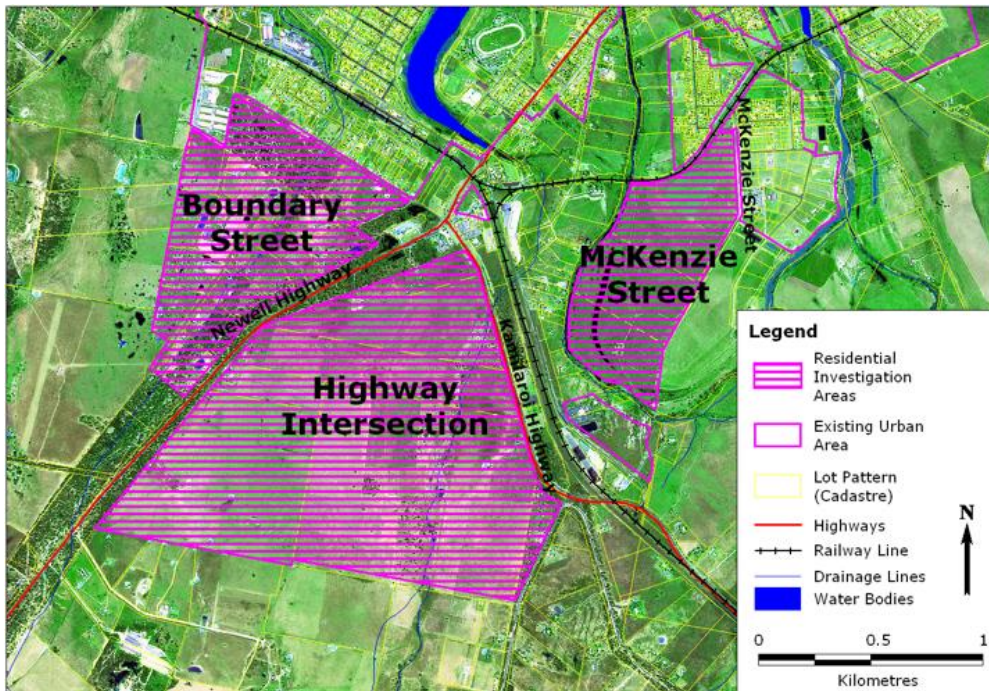 McKenzie Street
Boundary
Street
McKenzie
Street
Newell Highway
Kamilaroi Highway
Highway
Intersection
Legend
Residential
Investigation
Areas
Existing Urban
Area
Lot Pattern
(Cadastre)
Highways
Railway Line
Drainage Lines
Water Bodies
N
0
0.5
1
Kilometres